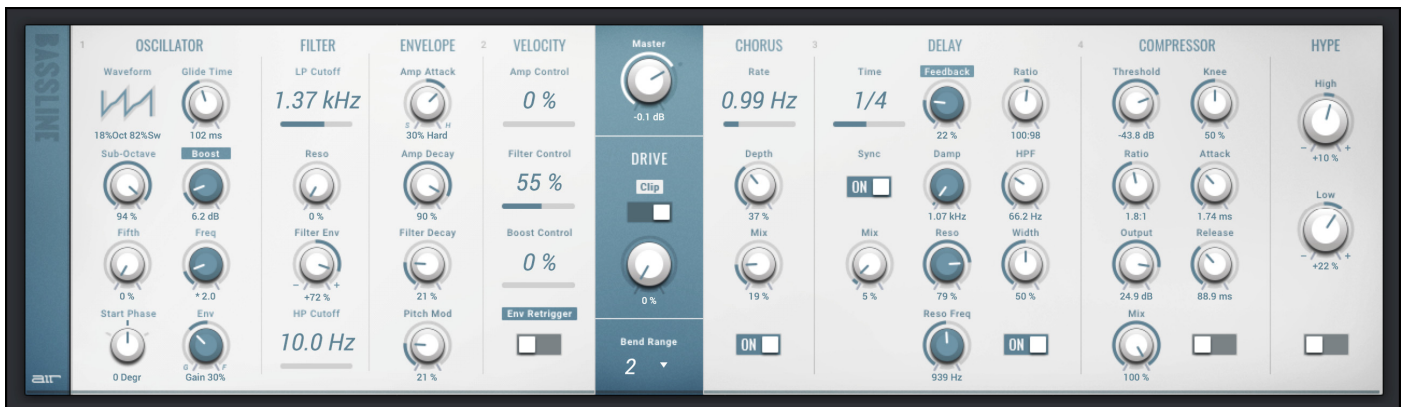 BASSLINE
air
1
OSCILLATOR
Waveform
18%Oct 82%Sw
Glide Time
102 ms
Sub-Octave
94 %
Boost
6.2 dB
Fifth
0 %
Freq
* 2.0
Start Phase
0 Degr
Env
G F
Gain 30%
FILTER
LP Cutoff
1.37 kHz
Reso
0 %
Filter Env
- +
+72 %
HP Cutoff
10.0 Hz
ENVELOPE
Amp Attack
S H
30% Hard
Amp Decay
90 %
Filter Decay
21 %
Pitch Mod
21 %
2
VELOCITY
Amp Control
0 %
Filter Control
55 %
Boost Control
0 %
Env Retrigger
Master
-0.1 dB
DRIVE
Clip
0 %
Bend Range
2
CHORUS
Rate
0.99 Hz
Depth
37 %
Mix
19 %
ON
3
DELAY
Time
1/4
Sync
ON
Mix
5 %
Feedback
22 %
Damp
1.07 kHz
Reso
79 %
Reso Freq
939 Hz
Ratio
100:98
HPF
66.2 Hz
Width
50 %
ON
4
COMPRESSOR
Threshold
-43.8 dB
Knee
50 %
Ratio
1.8:1
Attack
1.74 ms
Output
24.9 dB
Release
88.9 ms
Mix
100 %
HYPE
High
- +
+10 %
Low
- +
+22 %